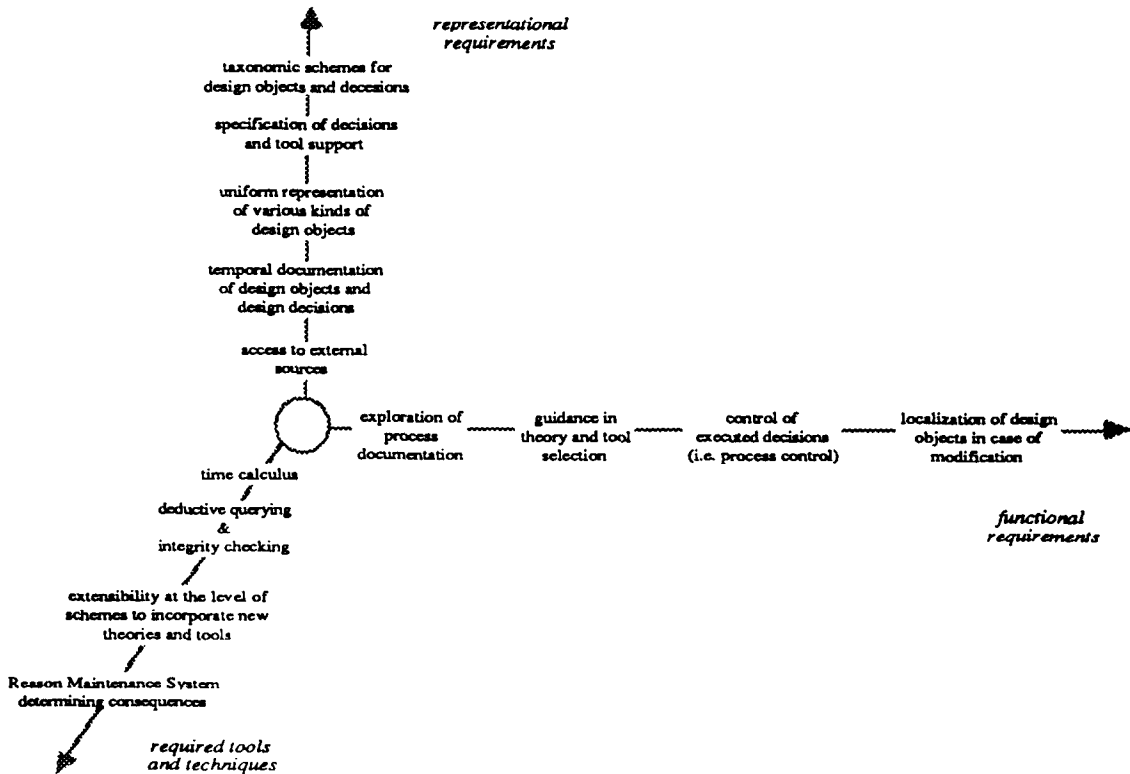 representational
requirements
taxonomic schemes for
design objects and decesions
specification of decisions
and tool support
uniform representation
of various kinds of
design objects
temporal documentation
of design objects and
design decisions
access to external
sources
exploration of
process
documentation
guidance in
theory and tool
selection
control of
executed decisions
(i.e. process control)
localization of design
objects in case of
modification
functional
requirements
time calculus
deductive querying
&
integrity checking
extensibility at the level of
schemes to incorporate new
theories and tools
Reason Maintenance System
determining consequences
required tools
and techniques